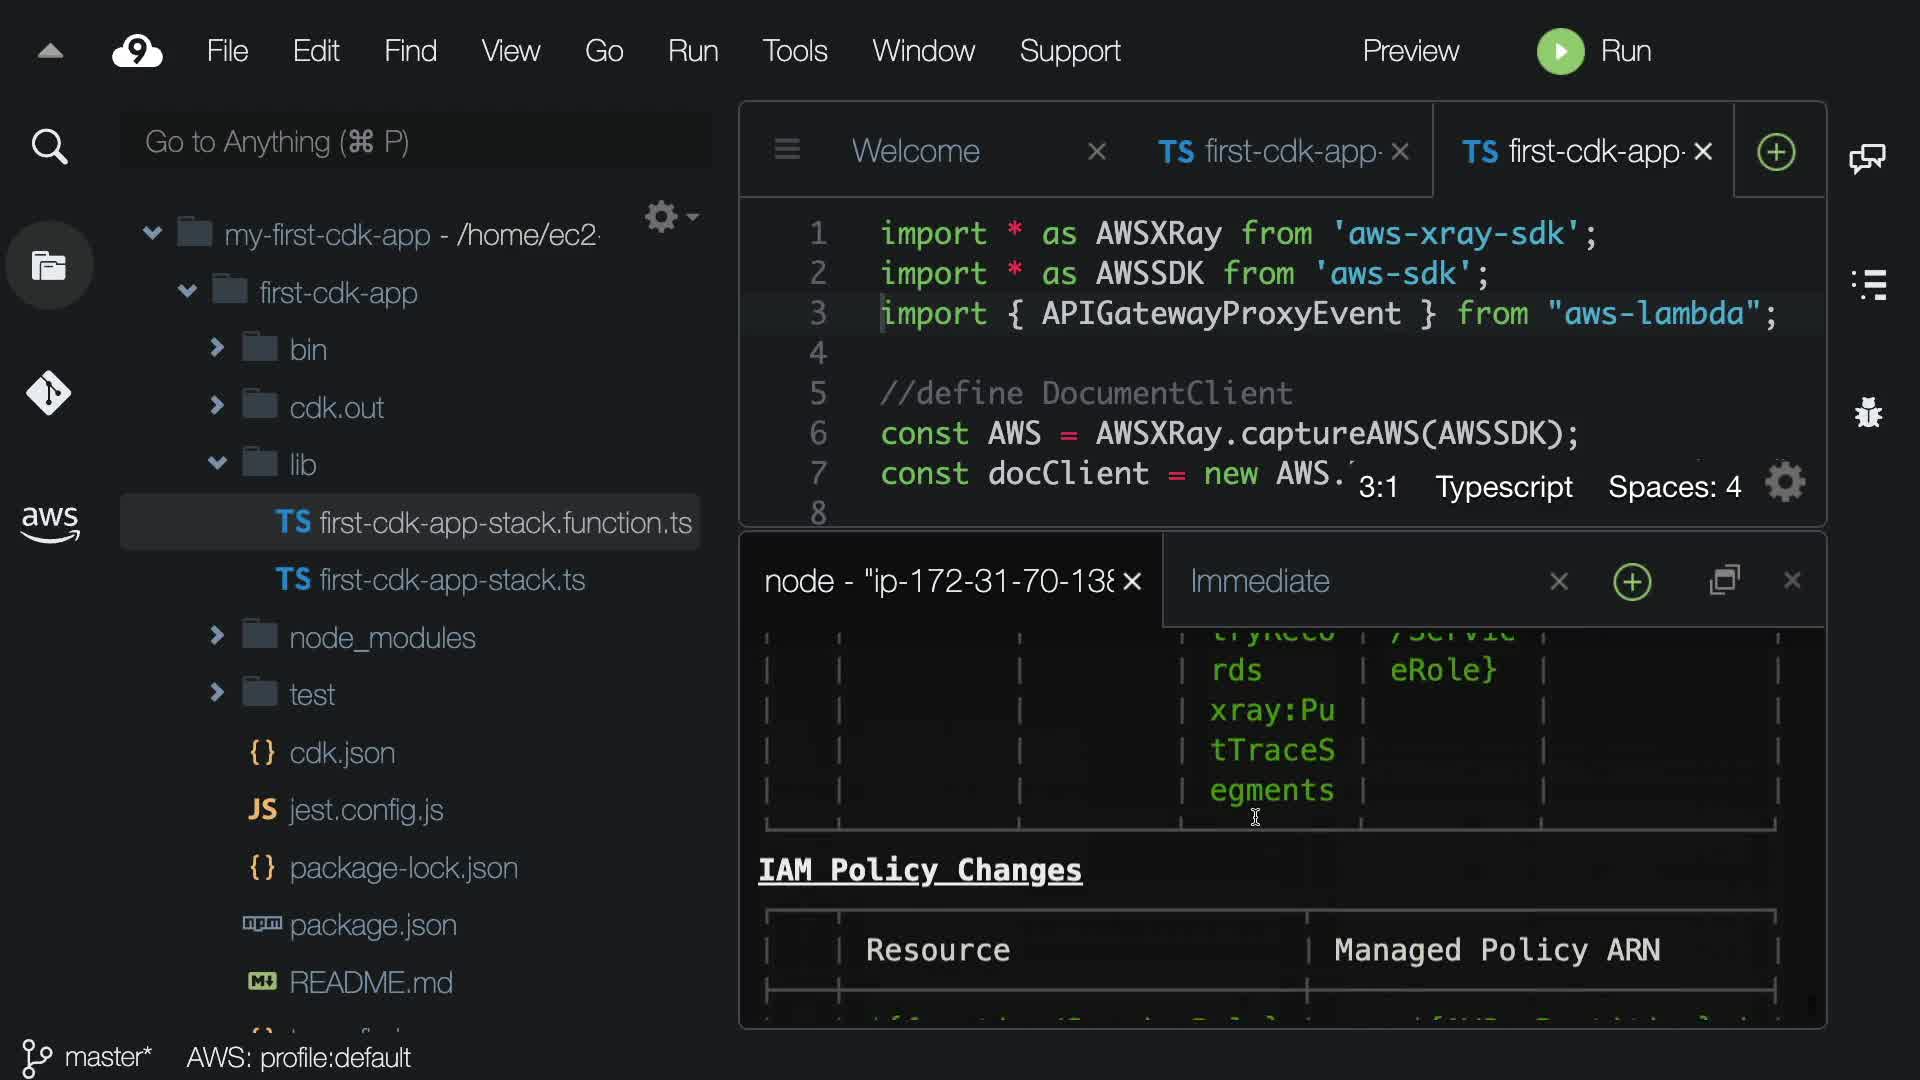 9 File Edit Find View Go Run Tools Window Support Preview Run
Go to Anything (⌘ P)
my-first-cdk-app - /home/ec2-
first-cdk-app
bin
cdk.out
lib
TS first-cdk-app-stack.function.ts
TS first-cdk-app-stack.ts
node_modules
test
{} cdk.json
JS jest.config.js
{} package-lock.json
npm package.json
M↓ README.md
aws
master* AWS: profile:default
Welcome TS first-cdk-app- TS first-cdk-app-
1 import * as AWSXRay from 'aws-xray-sdk';
2 import * as AWSSDK from 'aws-sdk';
3 import { APIGatewayProxyEvent } from "aws-lambda";
4
5 //define DocumentClient
6 const AWS = AWSXRay.captureAWS(AWSSDK);
7 const docClient = new AWS.
8
3:1 Typescript Spaces: 4
node - "ip-172-31-70-138 Immediate
tryReco /Servic
rds eRole}
xray:Pu
tTraceS
egments
IAM Policy Changes
Resource Managed Policy ARN